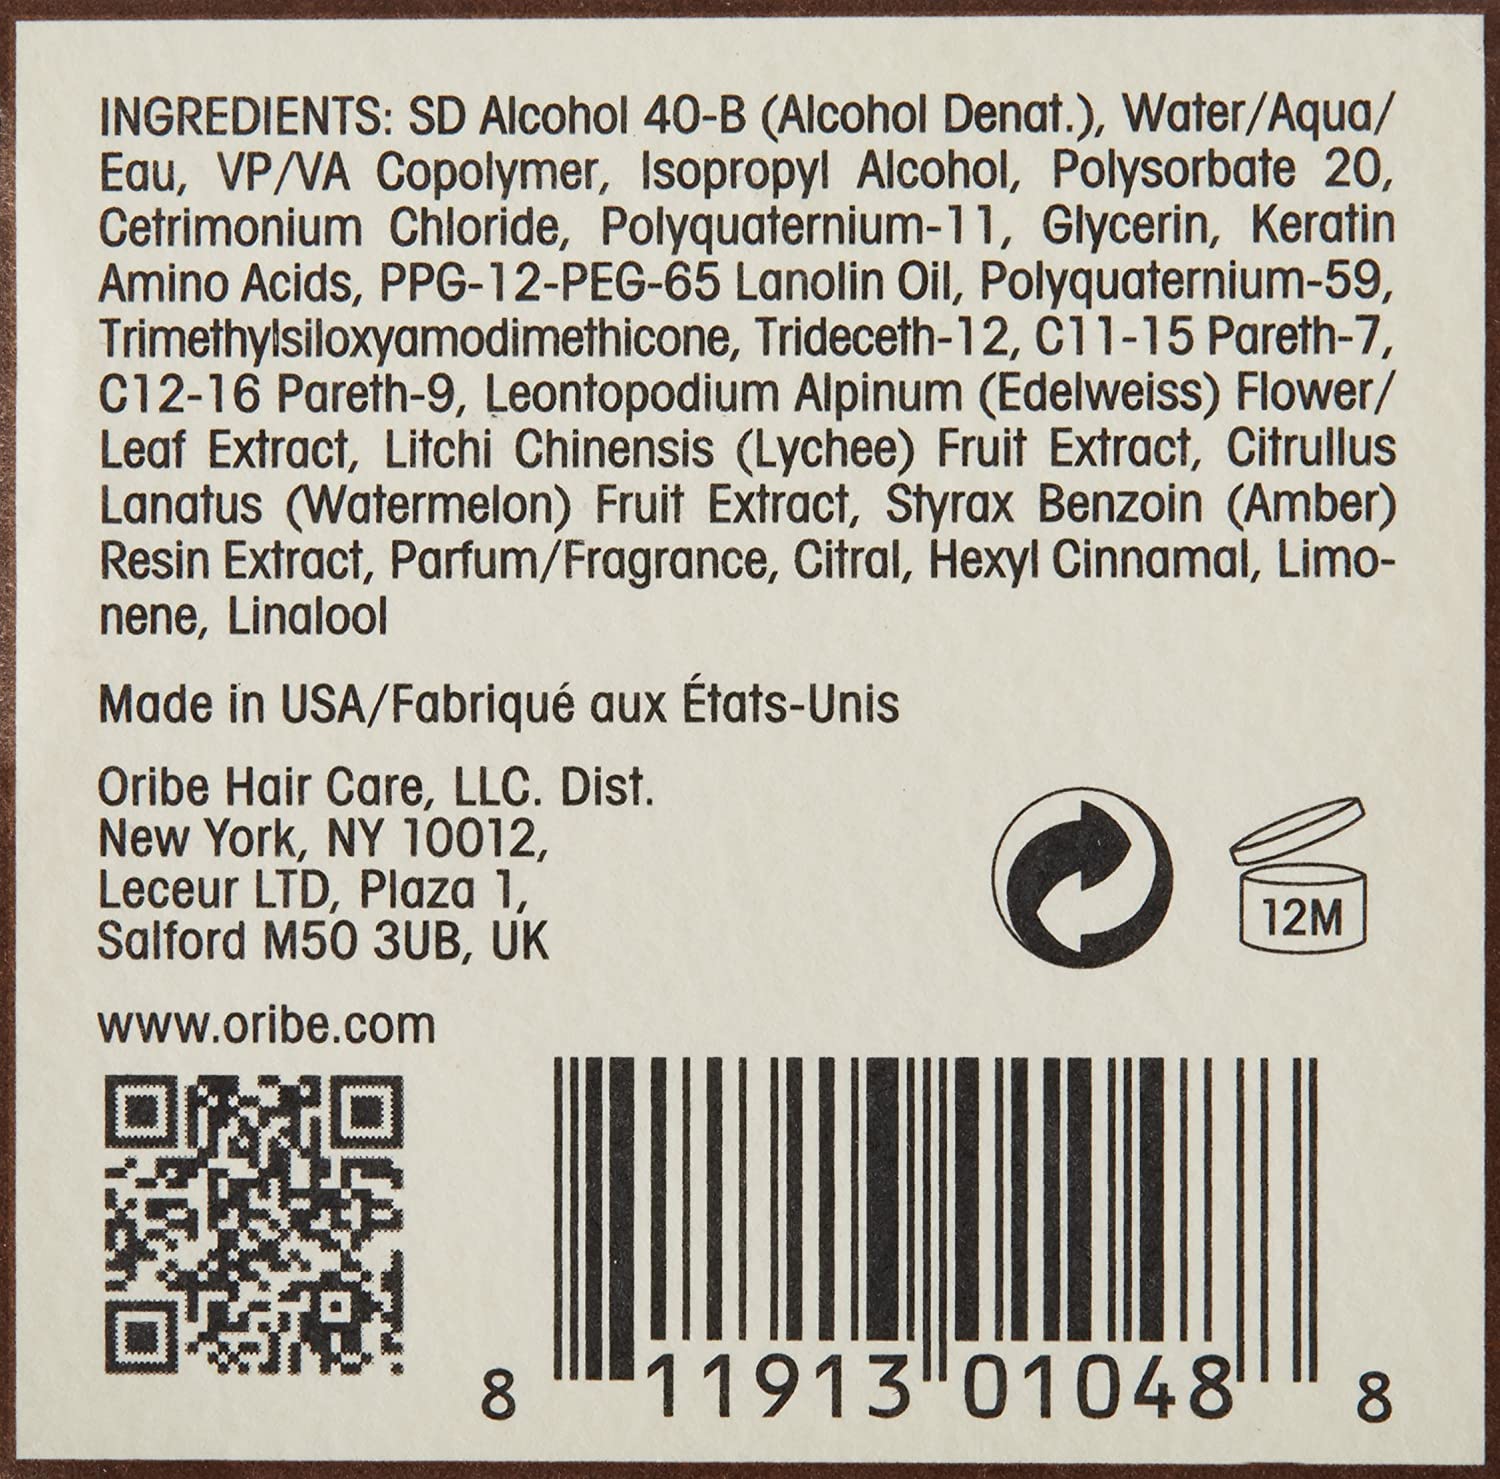 INGREDIENTS: SD Alcohol 40-B (Alcohol Denat.), Water/Aqua/
Eau, VP/VA Copolymer, Isopropyl Alcohol, Polysorbate 20,
Cetrimonium Chloride, Polyquaternium-11, Glycerin, Keratin
Amino Acids, PPG-12-PEG-65 Lanolin Oil, Polyquaternium-59,
Trimethylsiloxyamodimethicone, Trideceth-12, C11-15 Pareth-7,
C12-16 Pareth-9, Leontopodium Alpinum (Edelweiss) Flower/
Leaf Extract, Litchi Chinensis (Lychee) Fruit Extract, Citrullus
Lanatus (Watermelon) Fruit Extract, Styrax Benzoin (Amber)
Resin Extract, Parfum/Fragrance, Citral, Hexyl Cinnamal, Limo-
nene, Linalool
Made in USA/Fabriqué aux États-Unis
Oribe Hair Care, LLC. Dist.
New York, NY 10012,
Leceur LTD, Plaza 1,
Salford M50 3UB, UK
12M
www.oribe.com
8 11913 01048 8